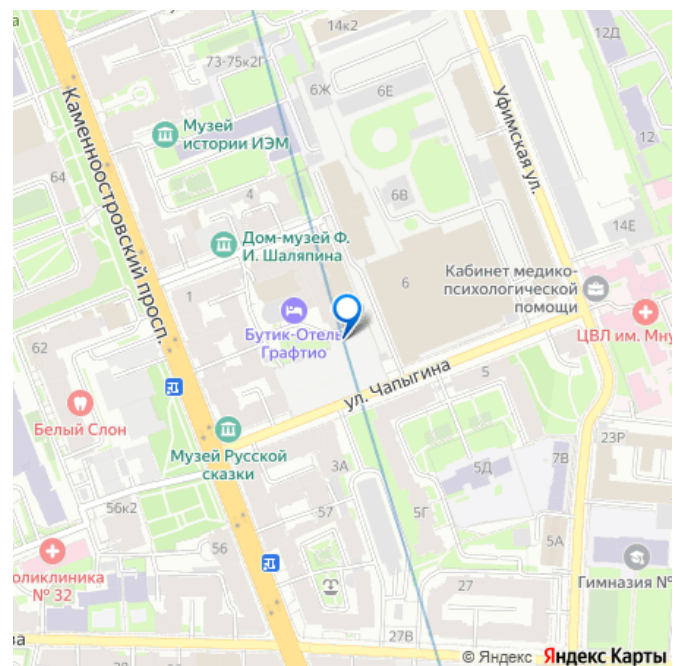 а
14к2
12Д
73-75к2Г
6Ж
6Е
Уфимская ул.
Музей
истории ИЭМ
12
Каменноостровский просп.
64
4
6В
14Е
Дом-музей Ф.
И. Шаляпина
6
Кабинет медико-
психологической
помощи
1
Бутик-Отель
Графтио
ЦВЛ им. Мну
62
ул. Чапыгина
5
Белый Слон
Музей Русской
сказки
23Р
3А
5Д
7В
56к2
57
5Г
5А
56
оликлиника
№ 32
27
Гимназия №
ва
27В
© Яндекс Яндекс Карты